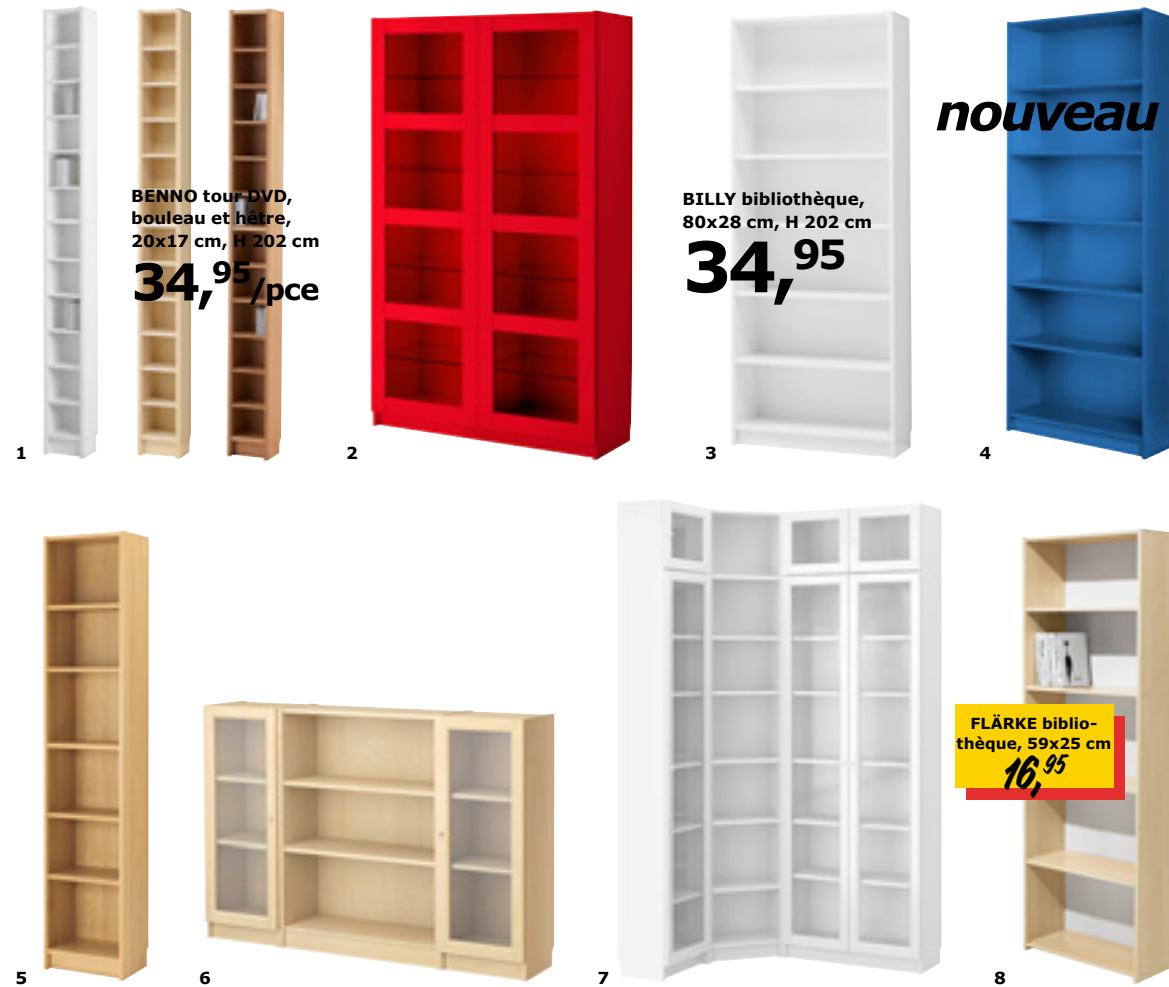 BENNO tour DVD,
bouleau et hêtre,
20x17 cm, H 202 cm
34,95/pce
BILLY bibliothèque,
80x28 cm, H 202 cm
34,95
nouveau
1
2
3
4
FLÄRKE biblio-
thèque, 59x25 cm
16,95
5
6
7
8